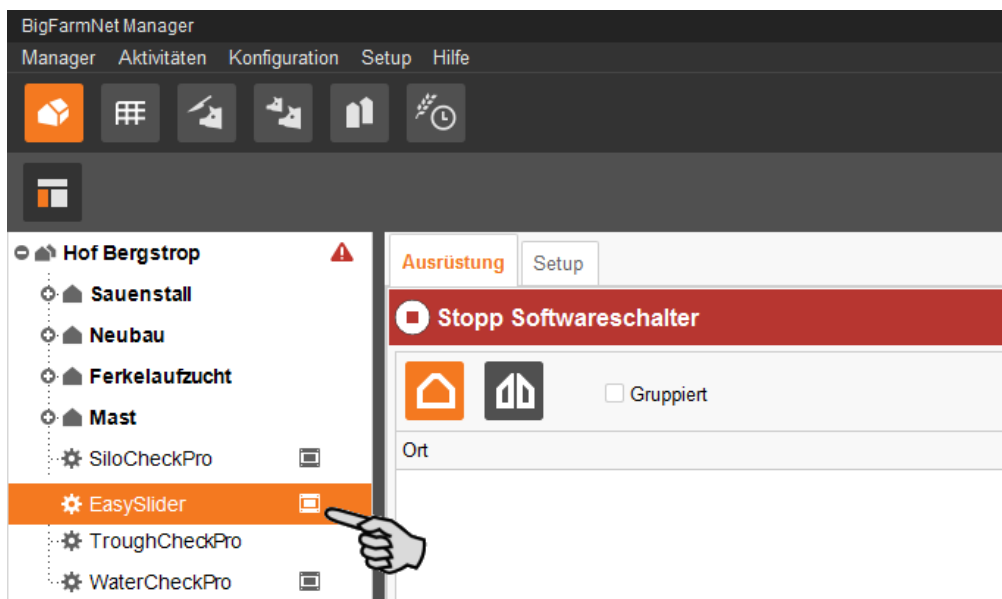 BigFarmNet Manager
Manager Aktivitäten Konfiguration Setup Hilfe
Hof Bergstrop
Sauenstall
Neubau
Ferkelaufzucht
Mast
SiloCheckPro
EasySlider
TroughCheckPro
WaterCheckPro
Ausrüstung Setup
Stopp Softwareschalter
Gruppiert
Ort